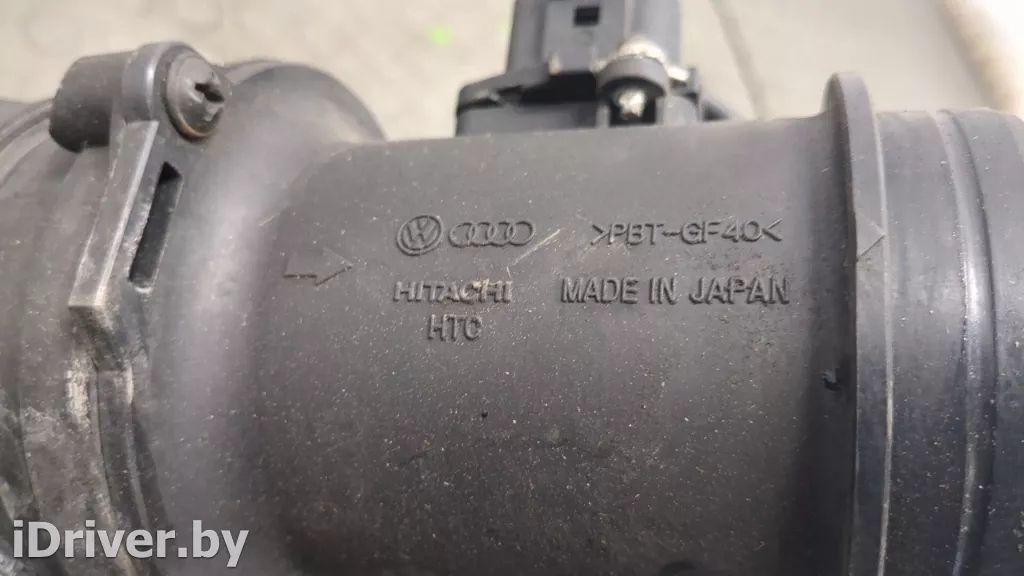 >PBT-GF40<
HITACHI MADE IN JAPAN
HTC
iDriver.by